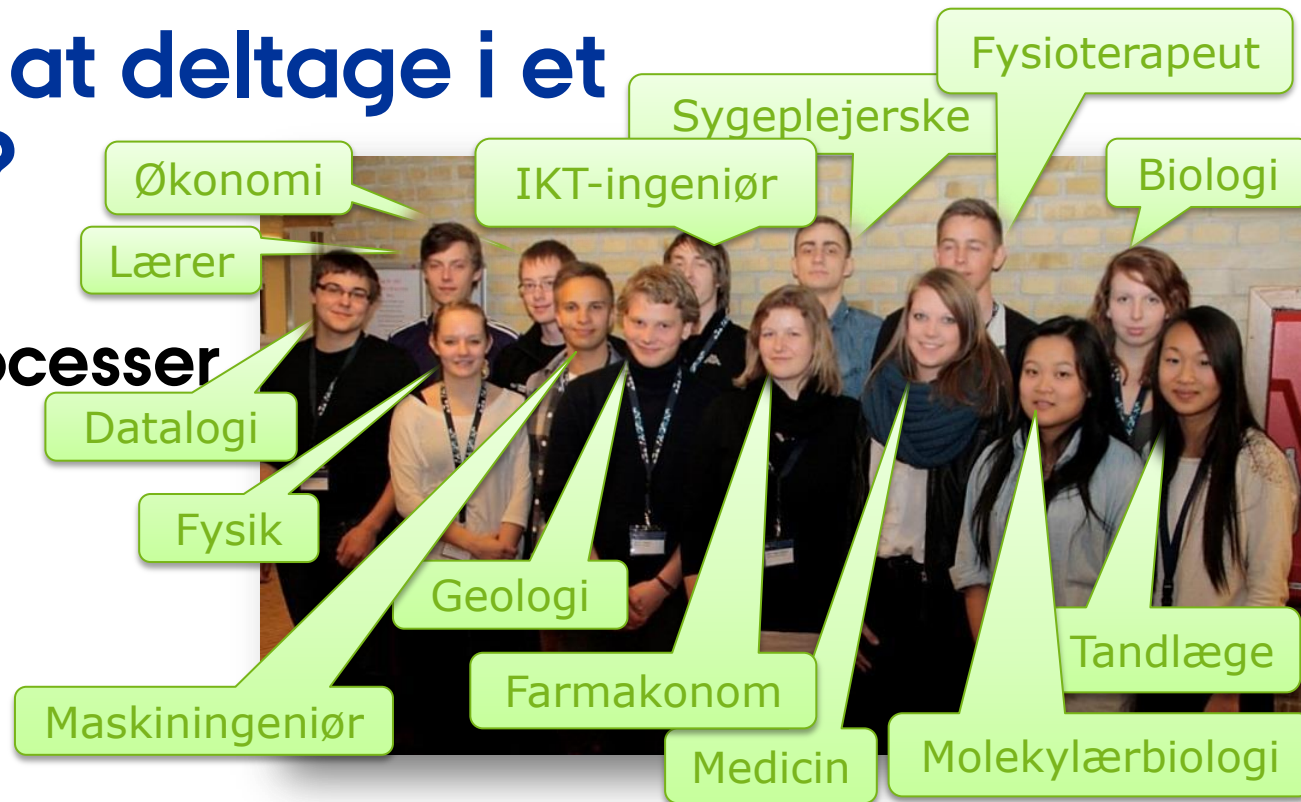 at deltage i et
?
Fysioterapeut
Sygeplejerske
Økonomi
IKT-ingeniør
Biologi
Lærer
ocesser
Datalogi
Fysik
Geologi
Tandlæge
Farmakonom
Maskiningeniør
Medicin
Molekylærbiologi